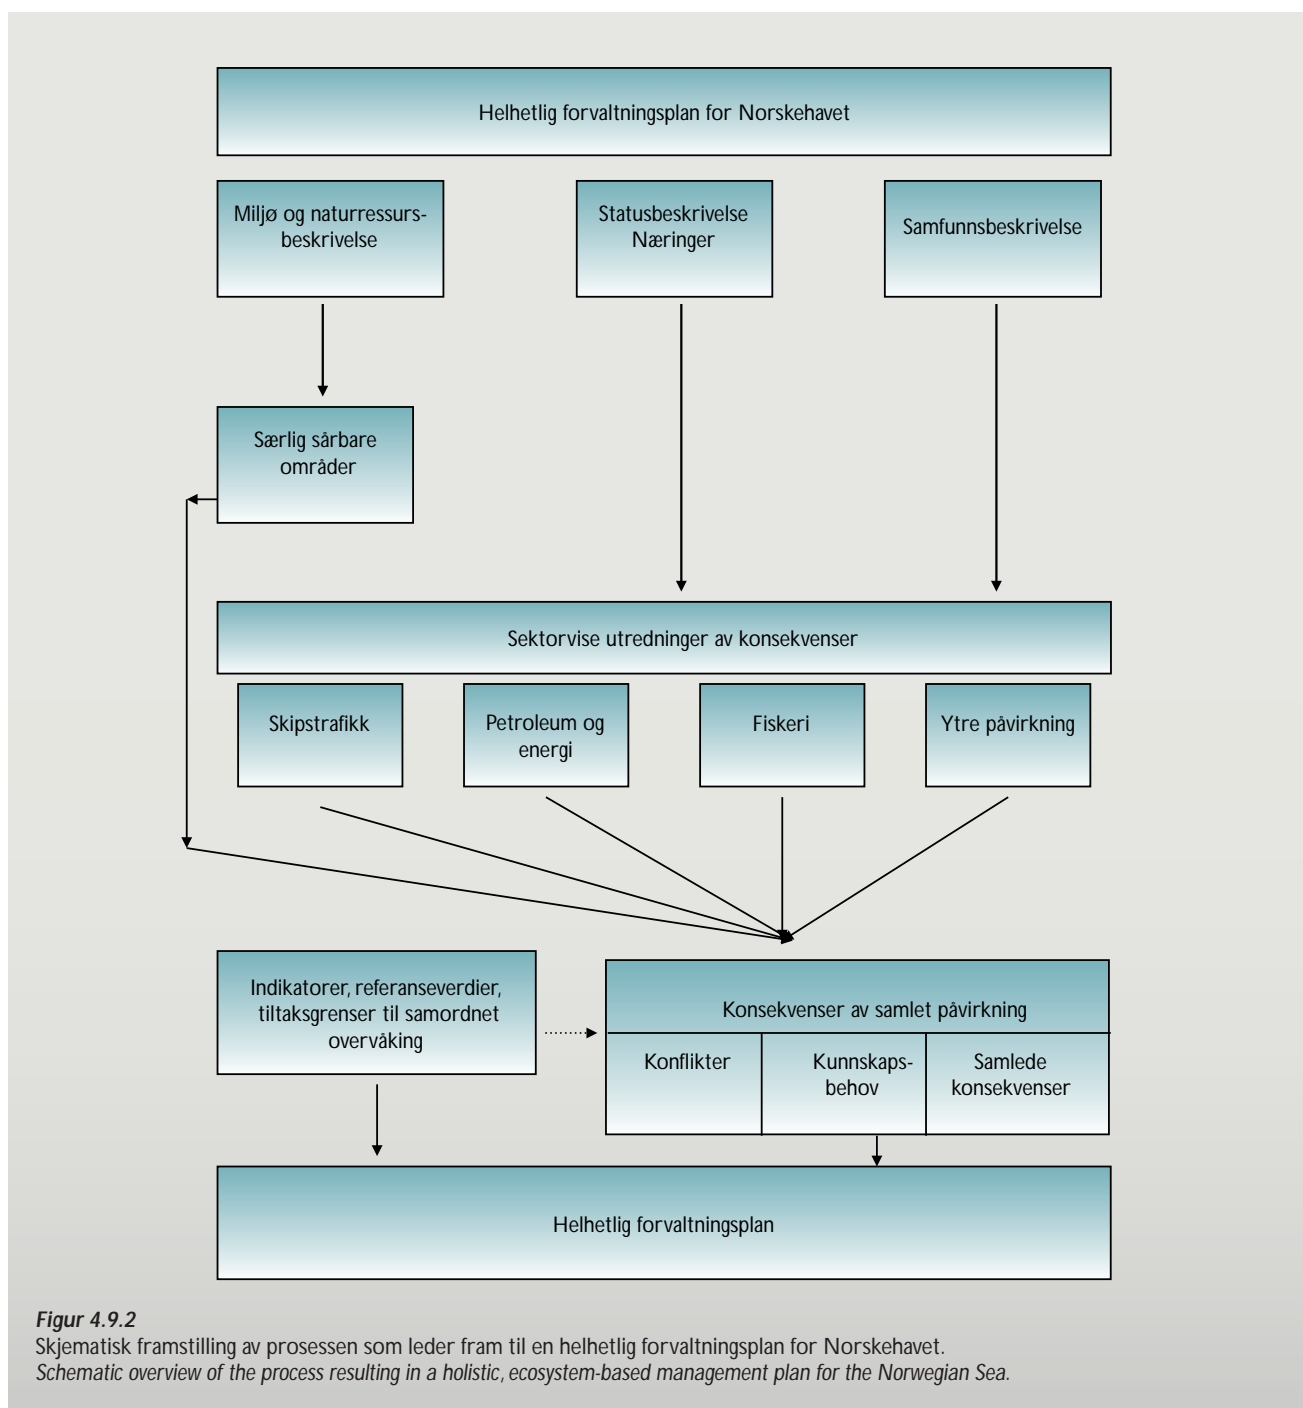 Helhetlig forvaltningsplan for Norskehavet
Miljø og naturressurs-
beskrivelse
Statusbeskrivelse
Næringer
Samfunnsbeskrivelse
Særlig sårbare
områder
Sektorvise utredninger av konsekvenser
Skipstrafikk
Petroleum og
energi
Fiskeri
Ytre påvirkning
Indikatorer, referanseverdier,
tiltaksgrenser til samordnet
overvåking
Konsekvenser av samlet påvirkning
Konflikter
Kunnskaps-
behov
Samlede
konsekvenser
Helhetlig forvaltningsplan
Figur 4.9.2
Skjematisk framstilling av prosessen som leder fram til en helhetlig forvaltningsplan for Norskehavet.
Schematic overview of the process resulting in a holistic, ecosystem-based management plan for the Norwegian Sea.